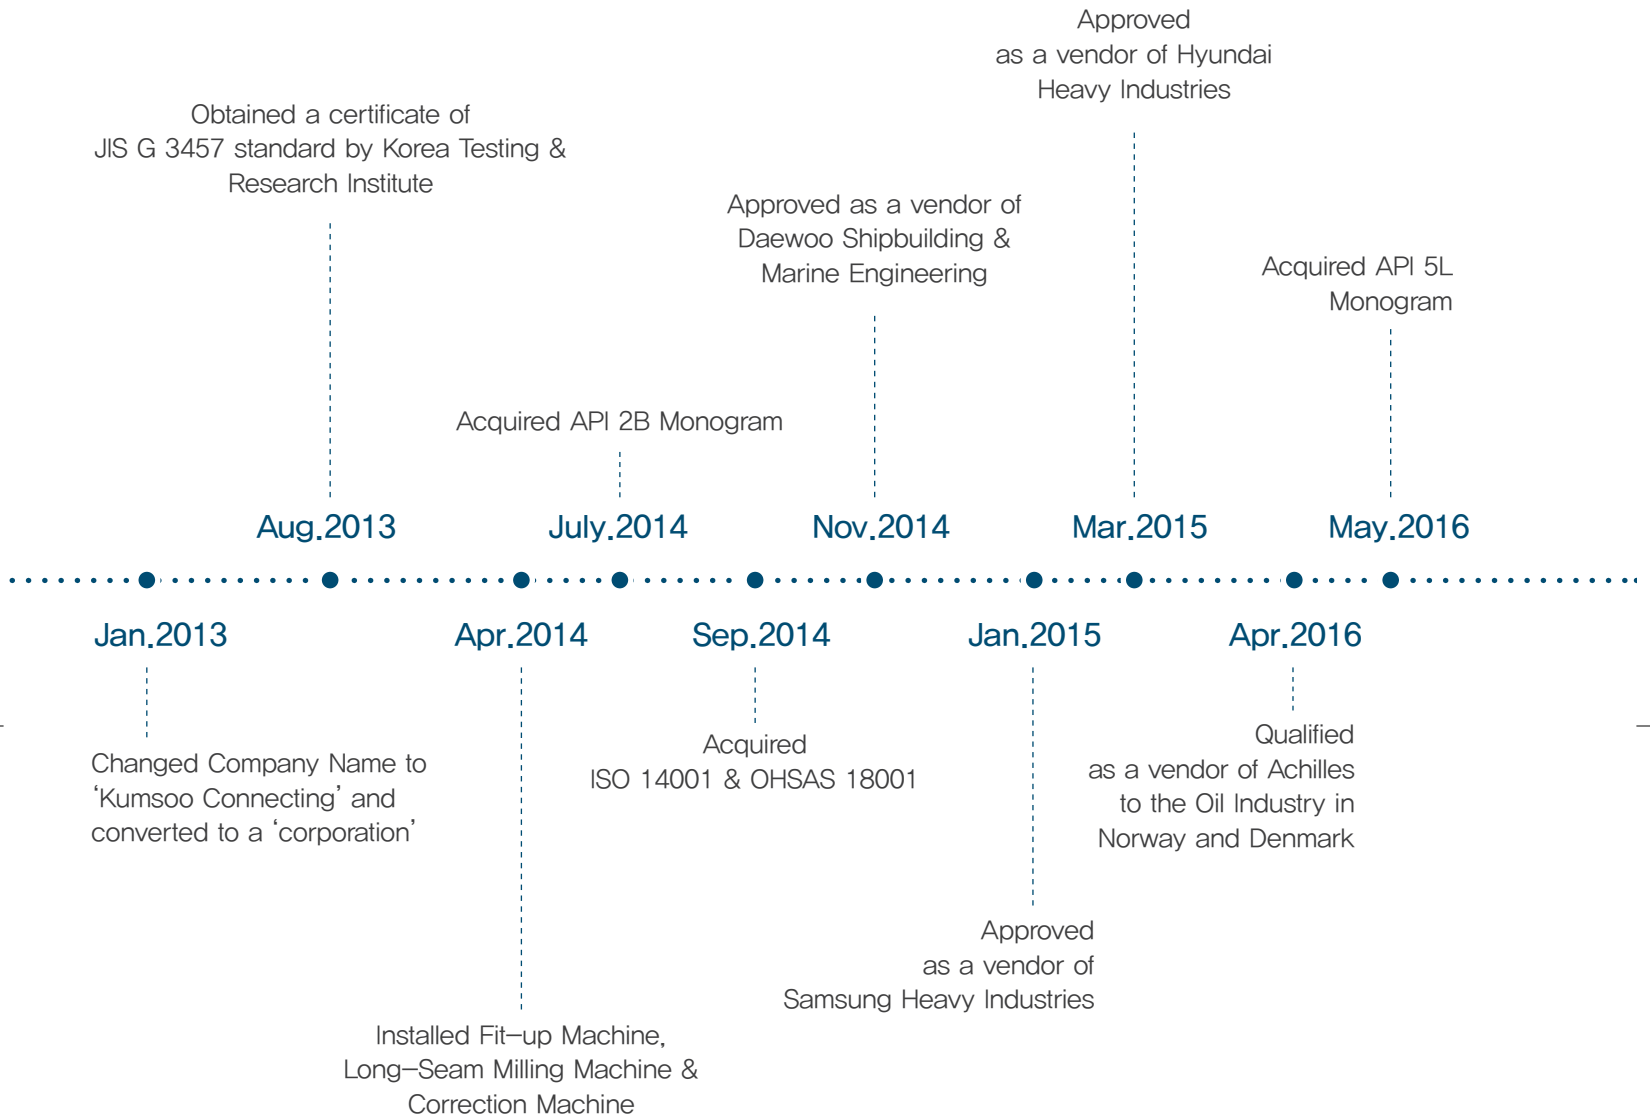 Approved
as a vendor of Hyundai
Heavy Industries
Obtained a certificate of
JIS G 3457 standard by Korea Testing &
Research Institute
Approved as a vendor of
Daewoo Shipbuilding &
Marine Engineering
Acquired API 5L
Monogram
Acquired API 2B Monogram
Aug.2013
July.2014
Nov.2014
Mar.2015
May.2016
Jan.2013
Apr.2014
Sep.2014
Jan.2015
Apr.2016
Changed Company Name to
‘Kumsoo Connecting’ and
converted to a ‘corporation’
Acquired
ISO 14001 & OHSAS 18001
Qualified
as a vendor of Achilles
to the Oil Industry in
Norway and Denmark
Approved
as a vendor of
Samsung Heavy Industries
Installed Fit-up Machine,
Long-Seam Milling Machine &
Correction Machine